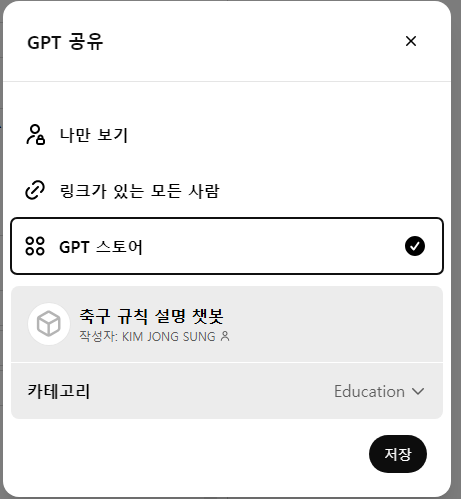 GPT 공유
나만 보기
링크가 있는 모든 사람
GPT 스토어
축구 규칙 설명 챗봇
작성자: KIM JONG SUNG
카테고리
Education
저장